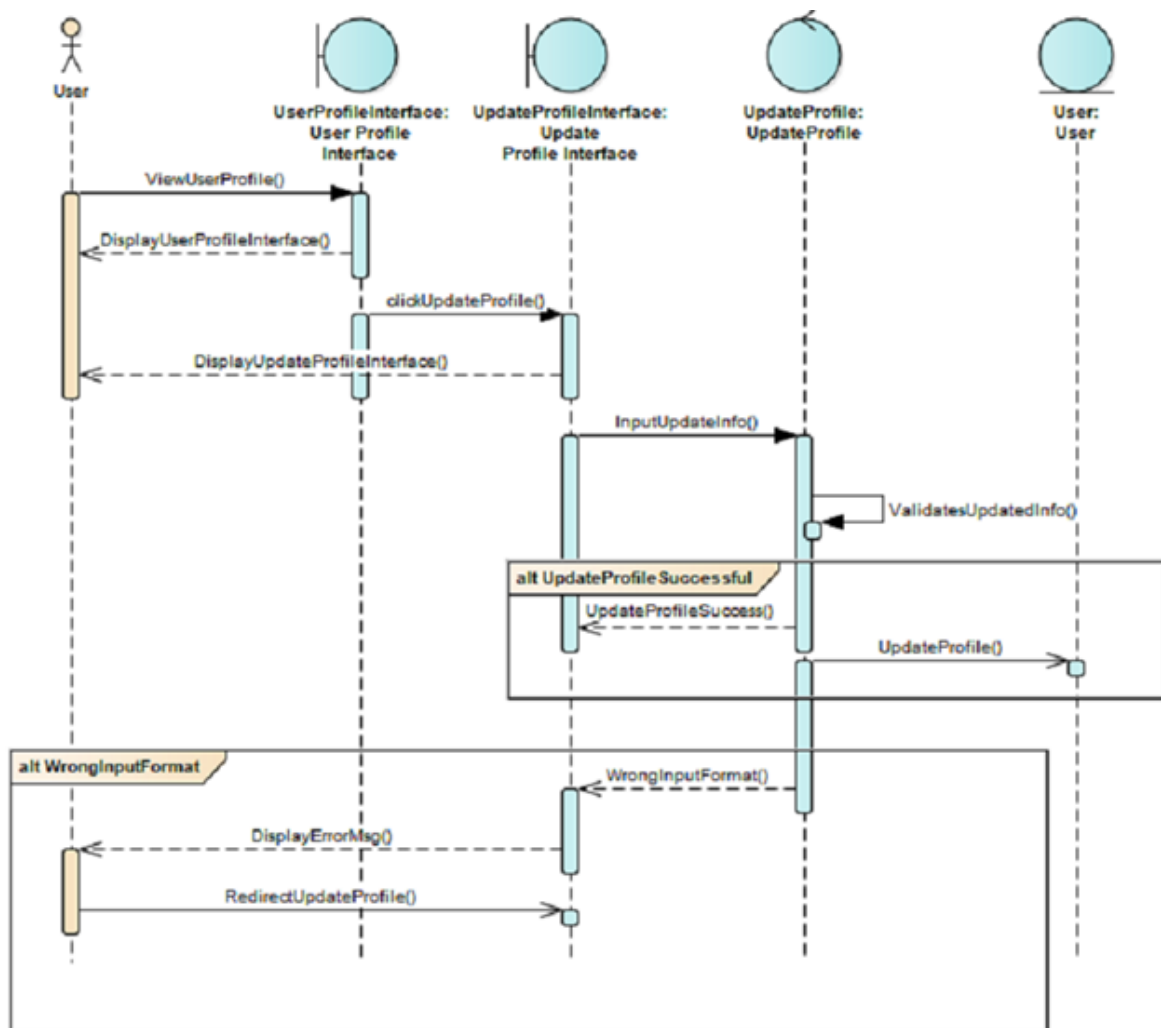 User
UserProfileInterface:
User Profile
Interface
UpdateProfileInterface:
Update
Profile Interface
UpdateProfile:
UpdateProfile
User:
User
ViewUserProfile()
DisplayUserProfileInterface()
clickUpdateProfile()
DisplayUpdateProfileInterface()
InputUpdateInfo()
ValidatesUpdatedInfo()
alt UpdateProfileSuccessful
UpdateProfileSuccess()
UpdateProfile()
alt WrongInputFormat
WrongInputFormat()
DisplayErrorMsg()
RedirectUpdateProfile()